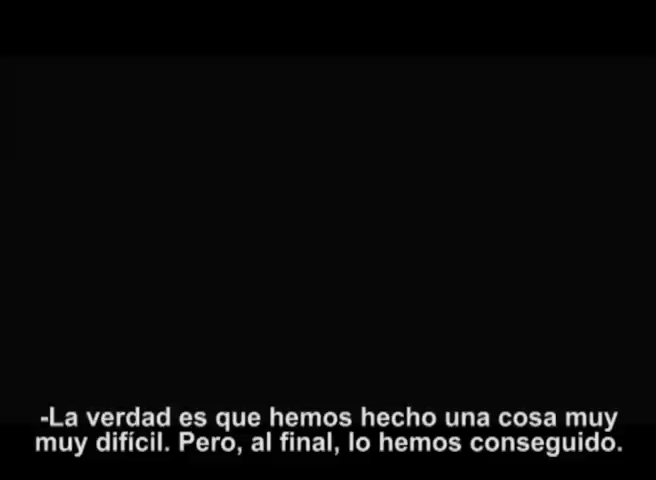 -La verdad es que hemos hecho una cosa muy
muy difícil. Pero, al final, lo hemos conseguido.